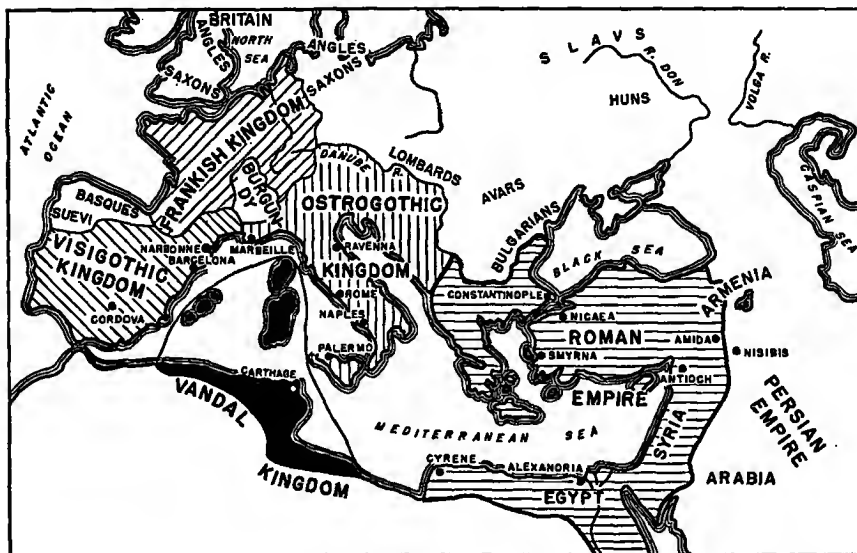 BRITAIN
ANGLES
NORTH
SEA
ANGLES
SAXONS
SAXONS
SLAVS
R. DON
VOLGA R.
HUNS
ATLANTIC
OCEAN
FRANKISH KINGDOM
DANUBE
R.
LOMBARDS
CASPIAN SEA
BASQUES
SUEVI
BURGUN
DY
OSTROGOTHIC
AVARS
BULGARIANS
VISIGOTHIC
KINGDOM
NARBONNE
BARCELONA
MARSEILLE
RAVENNA
KINGDOM
BLACK SEA
ARMENIA
CORDOVA
ROME
NAPLES
CONSTANTINOPLE
NICAEA
ROMAN
AMIDA
NISIBIS
PALERMO
SMYRNA
CARTHAGE
ANTIOCH
EMPIRE
VANDAL
KINGDOM
MEDITERRANEAN SEA
SYRIA
PERSIAN
EMPIRE
CYRENE
ALEXANDRIA
EGYPT
ARABIA